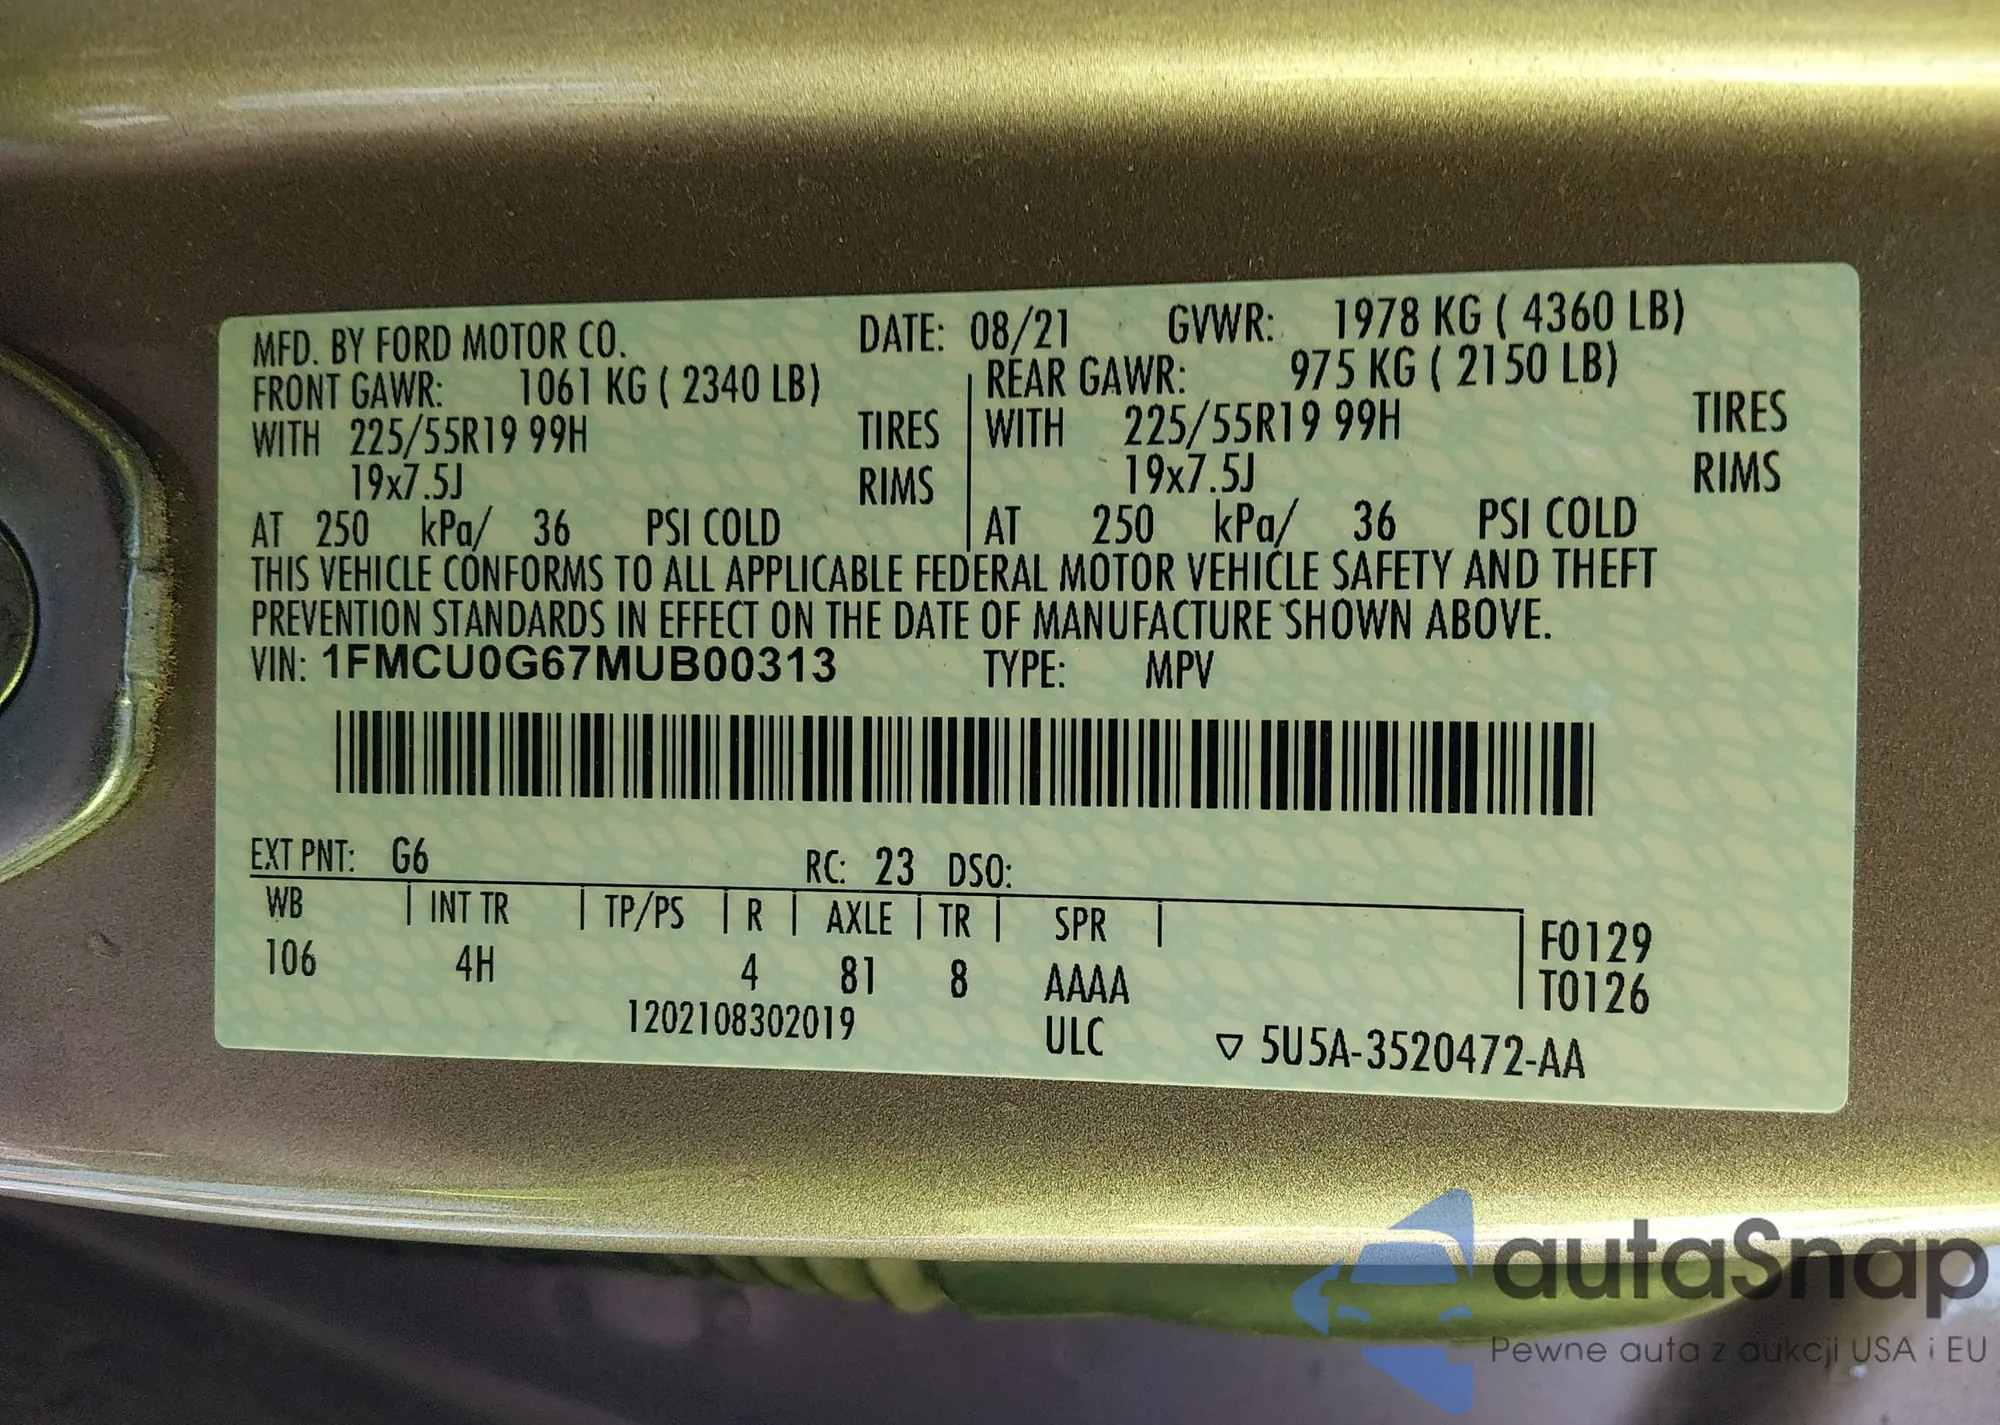 MFD. BY FORD MOTOR CO. DATE: 08/21 GVWR: 1978 KG ( 4360 LB)
FRONT GAWR: 1061 KG ( 2340 LB) REAR GAWR: 975 KG ( 2150 LB)
WITH 225/55R19 99H TIRES WITH 225/55R19 99H TIRES
19x7.5J RIMS 19x7.5J RIMS
AT 250 kPa/ 36 PSI COLD AT 250 kPa/ 36 PSI COLD
THIS VEHICLE CONFORMS TO ALL APPLICABLE FEDERAL MOTOR VEHICLE SAFETY AND THEFT
PREVENTION STANDARDS IN EFFECT ON THE DATE OF MANUFACTURE SHOWN ABOVE.
VIN: 1FMCU0G67MUB00313 TYPE: MPV
EXT PNT: G6 RC: 23 DSO:
WB INT TR TP/PS R AXLE TR SPR F0129
106 4H 4 81 8 AAAA T0126
1202108302019 ULC ▽ 5U5A-3520472-AA
autaSnap
Pewne auta z aukcji USA i EU